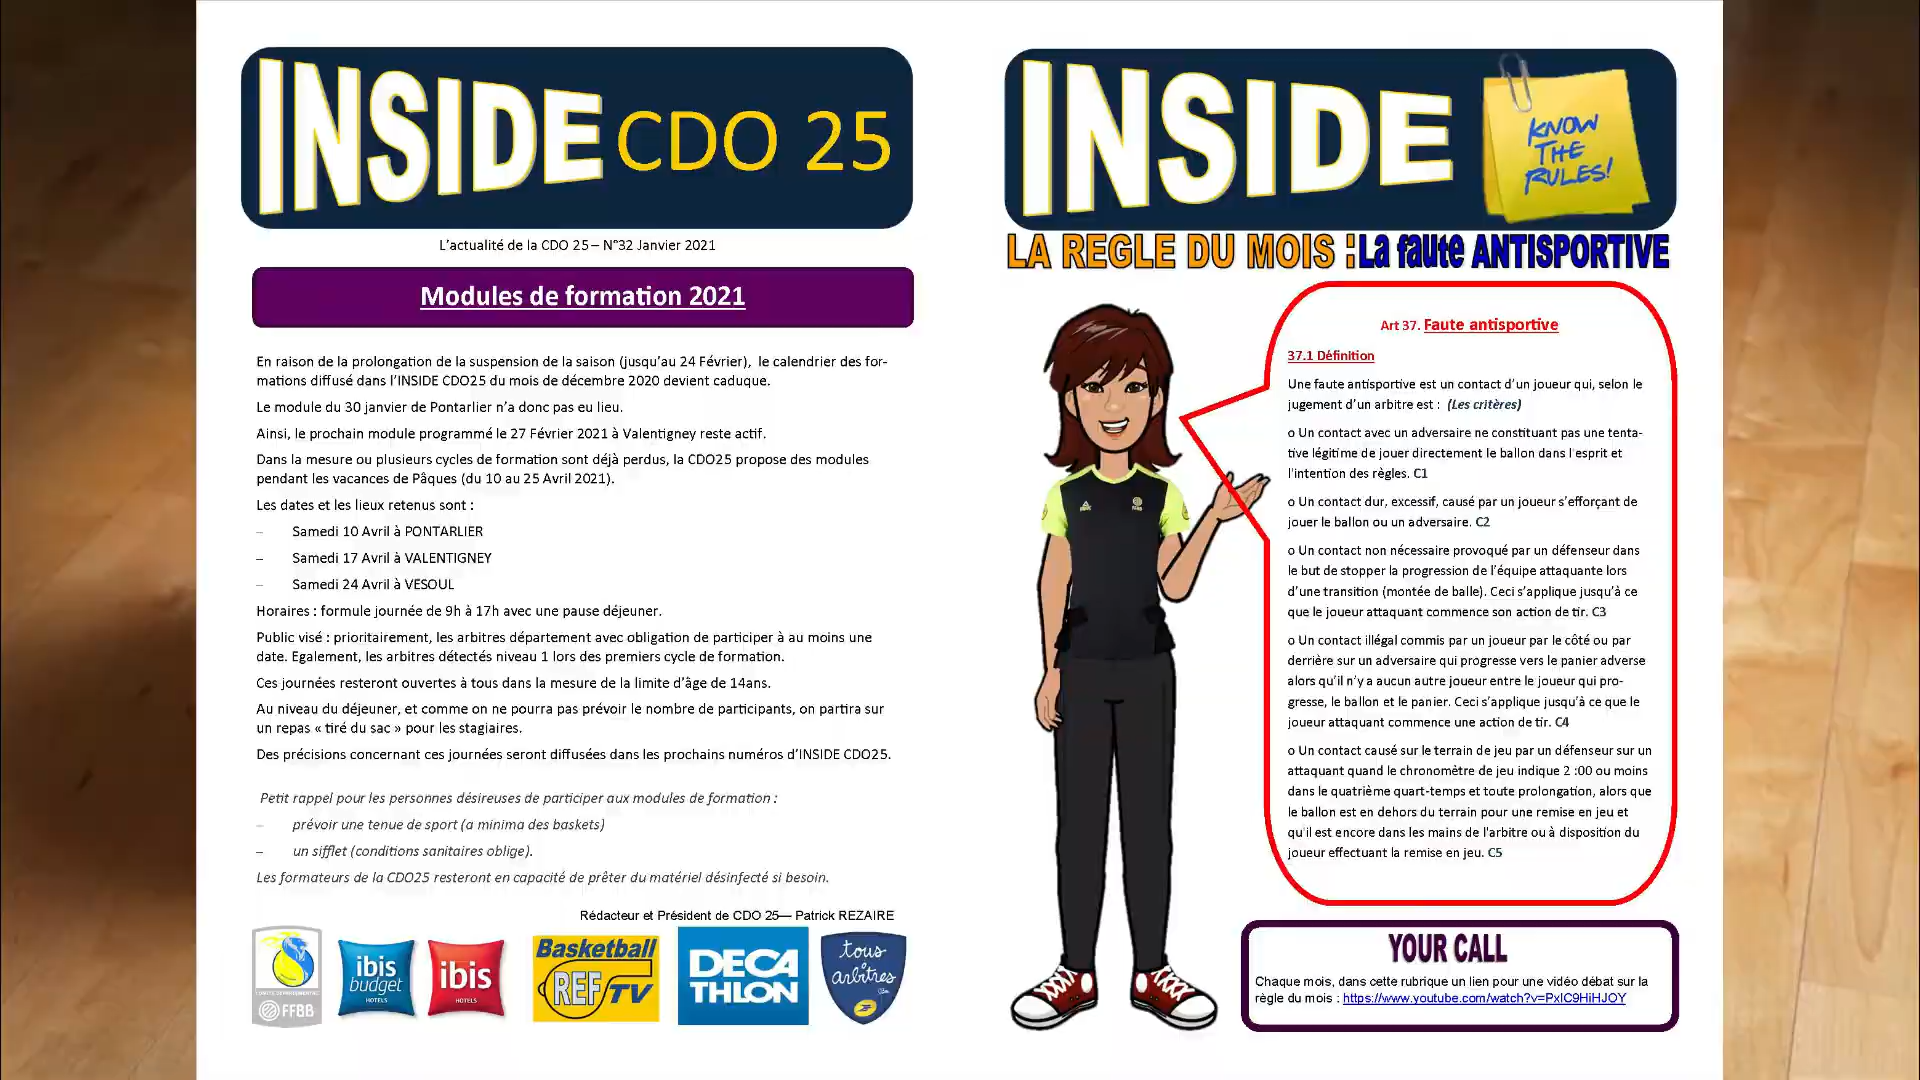 INSIDE CDO 25
L'actualité de la CDO 25 – N°32 Janvier 2021
Modules de formation 2021
En raison de la prolongation de la suspension de la saison (jusqu'au 24 Février), le calendrier des for-
mations diffusé dans l'INSIDE CDO25 du mois de décembre 2020 devient caduque.
Le module du 30 janvier de Pontarlier n'a donc pas eu lieu.
Ainsi, le prochain module programmé le 27 Février 2021 à Valentigney reste actif.
Dans la mesure ou plusieurs cycles de formation sont déjà perdus, la CDO25 propose des modules
pendant les vacances de Pâques (du 10 au 25 Avril 2021).
Les dates et les lieux retenus sont :
– Samedi 10 Avril à PONTARLIER
– Samedi 17 Avril à VALENTIGNEY
– Samedi 24 Avril à VESOUL
Horaires : formule journée de 9h à 17h avec une pause déjeuner.
Public visé : prioritairement, les arbitres département avec obligation de participer à au moins une
date. Egalement, les arbitres détectés niveau 1 lors des premiers cycle de formation.
Ces journées resteront ouvertes à tous dans la mesure de la limite d'âge de 14ans.
Au niveau du déjeuner, et comme on ne pourra pas prévoir le nombre de participants, on partira sur
un repas « tiré du sac » pour les stagiaires.
Des précisions concernant ces journées seront diffusées dans les prochains numéros d'INSIDE CDO25.
Petit rappel pour les personnes désireuses de participer aux modules de formation :
– prévoir une tenue de sport (a minima des baskets)
– un sifflet (conditions sanitaires oblige).
Les formateurs de la CDO25 resteront en capacité de prêter du matériel désinfecté si besoin.
Rédacteur et Président de CDO 25— Patrick REZAIRE
FFBB
ibis
budget
HOTELS
ibis
HOTELS
Basketball
REF TV
DECA
THLON
tous
arbitres
INSIDE
KNOW
THE
RULES!
LA REGLE DU MOIS : La faute ANTISPORTIVE
Art 37. Faute antisportive
37.1 Définition
Une faute antisportive est un contact d'un joueur qui, selon le
jugement d'un arbitre est : (Les critères)
o Un contact avec un adversaire ne constituant pas une tenta-
tive légitime de jouer directement le ballon dans l'esprit et
l'intention des règles. C1
o Un contact dur, excessif, causé par un joueur s'efforçant de
jouer le ballon ou un adversaire. C2
o Un contact non nécessaire provoqué par un défenseur dans
le but de stopper la progression de l'équipe attaquante lors
d'une transition (montée de balle). Ceci s'applique jusqu'à ce
que le joueur attaquant commence son action de tir. C3
o Un contact illégal commis par un joueur par le côté ou par
derrière sur un adversaire qui progresse vers le panier adverse
alors qu'il n'y a aucun autre joueur entre le joueur qui pro-
gresse, le ballon et le panier. Ceci s'applique jusqu'à ce que le
joueur attaquant commence une action de tir. C4
o Un contact causé sur le terrain de jeu par un défenseur sur un
attaquant quand le chronomètre de jeu indique 2 :00 ou moins
dans le quatrième quart-temps et toute prolongation, alors que
le ballon est en dehors du terrain pour une remise en jeu et
qu'il est encore dans les mains de l'arbitre ou à disposition du
joueur effectuant la remise en jeu. C5
YOUR CALL
Chaque mois, dans cette rubrique un lien pour une vidéo débat sur la
règle du mois : https://www.youtube.com/watch?v=PxIC9HiHJOY